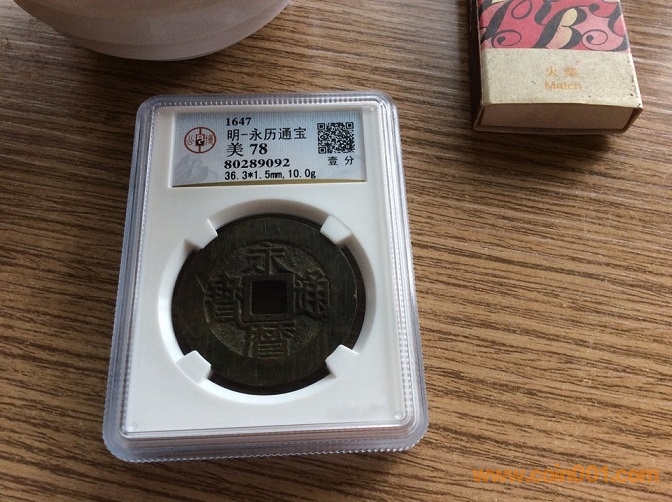 火柴
Match
1647
明-永历通宝
美 78
80289092
壹 分
36.3*1.5mm,10.0g
永
通
曆
寳
www.coin001.com